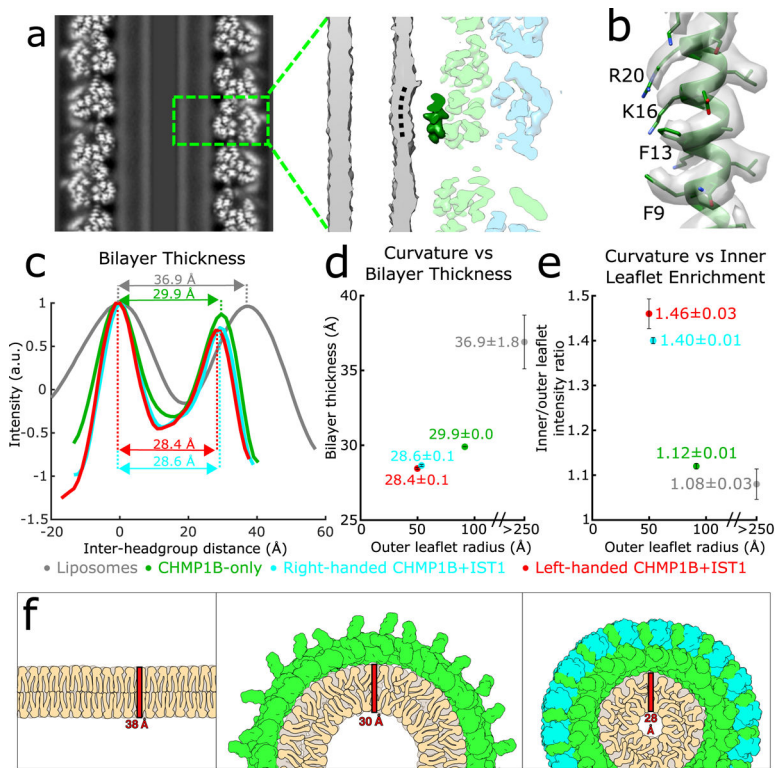 a
b
R20
K16
F13
F9
c
Bilayer Thickness
36.9 Å
29.9 Å
28.4 Å
28.6 Å
Intensity (a.u.)
1
0.5
0
-0.5
-1
-1.5
-20
0
20
40
60
Inter-headgroup distance (Å)
d
Curvature vs
Bilayer Thickness
Bilayer thickness (Å)
40
35
30
25
36.9±1.8
29.9±0.0
28.6±0.1
28.4±0.1
0
50
100
>250
Outer leaflet radius (Å)
e
Curvature vs Inner
Leaflet Enrichment
Inner/outer leaflet
intensity ratio
1.5
1.4
1.3
1.2
1.1
1
1.46±0.03
1.40±0.01
1.12±0.01
1.08±0.03
0
50
100
>250
Outer leaflet radius (Å)
Liposomes
CHMP1B-only
Right-handed CHMP1B+IST1
Left-handed CHMP1B+IST1
f
38 Å
30 Å
28
Å